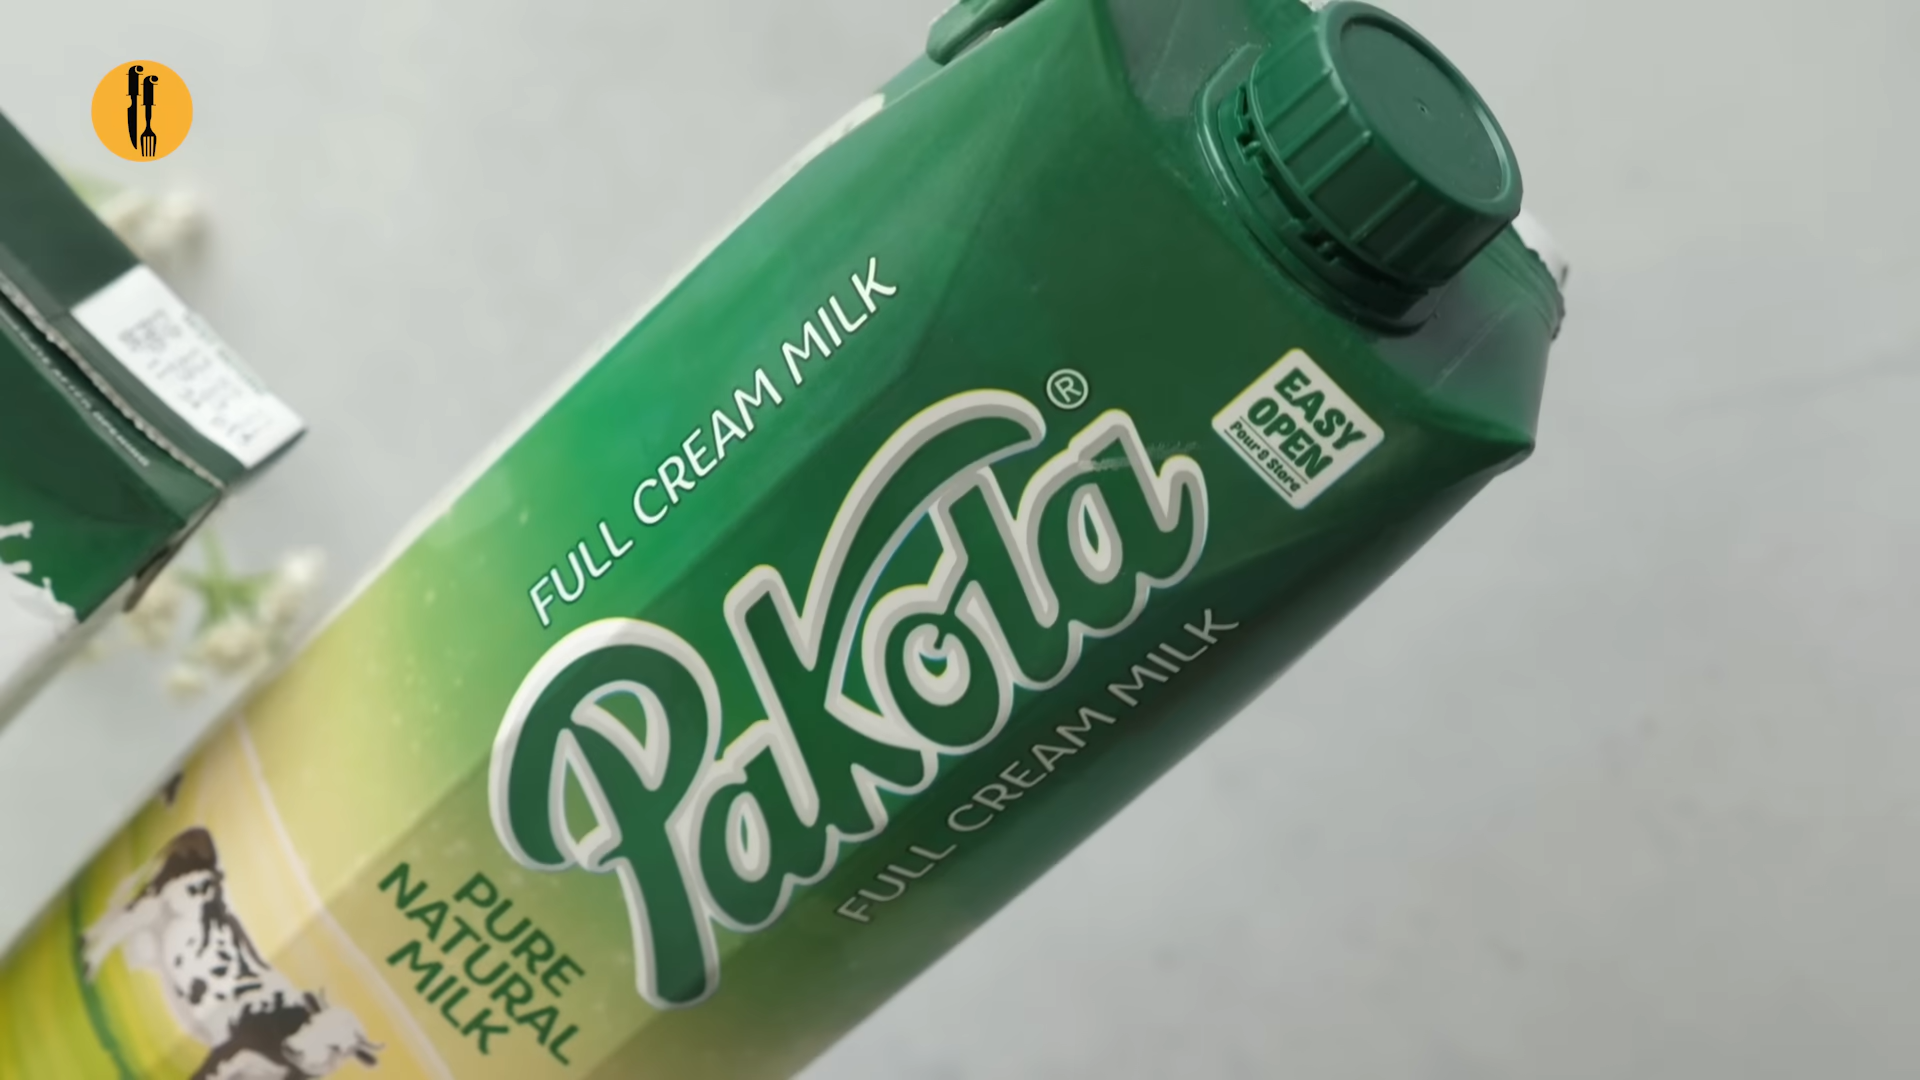 FULL CREAM MILK
Pakola®
EASY
OPEN
Pour & Store
FULL CREAM MILK
PURE
NATURAL
MILK